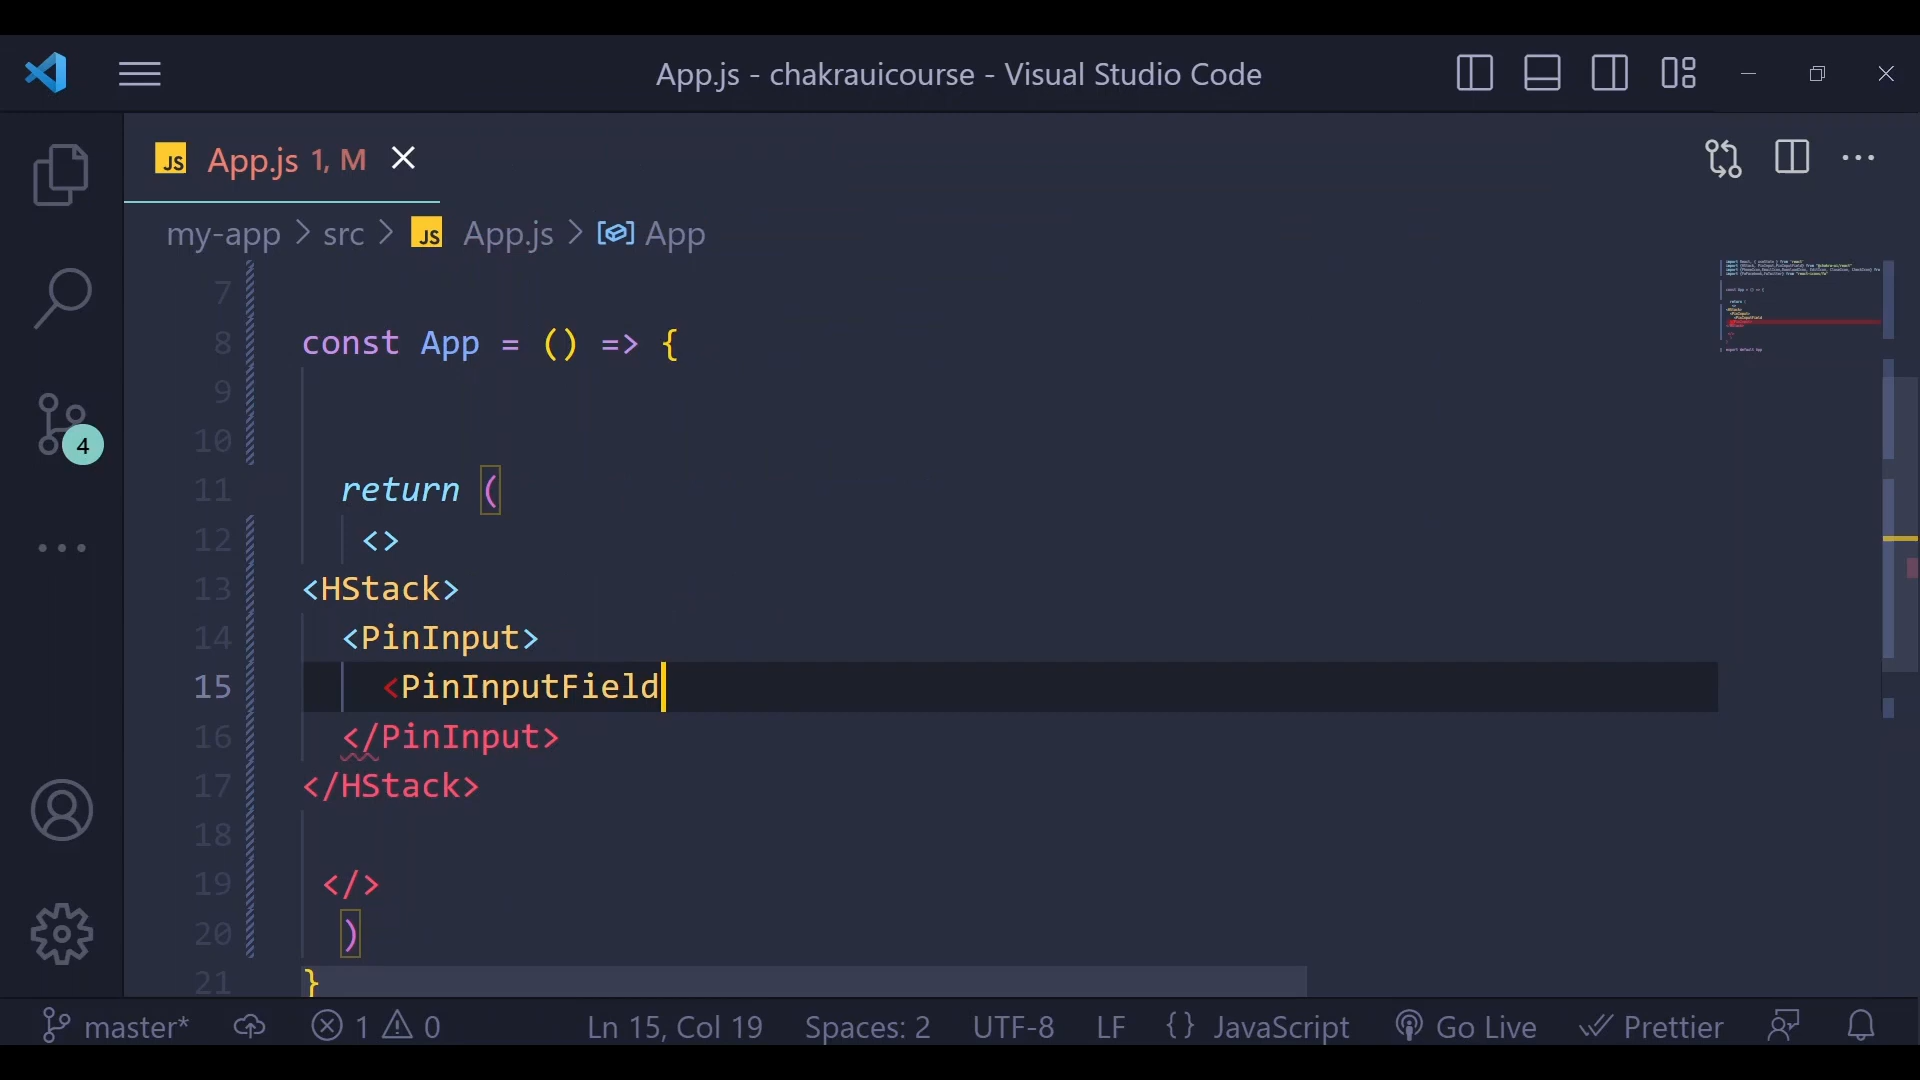 App.js - chakrauicourse - Visual Studio Code
JS App.js 1, M
my-app > src > JS App.js > App
7
8 const App = () => {
9
10
11 return (
12 <>
13 <HStack>
14 <PinInput>
15 <PinInputField
16 </PinInput>
17 </HStack>
18
19 </>
20 )
21 }
4
master* 1 0 Ln 15, Col 19 Spaces: 2 UTF-8 LF {} JavaScript Go Live Prettier